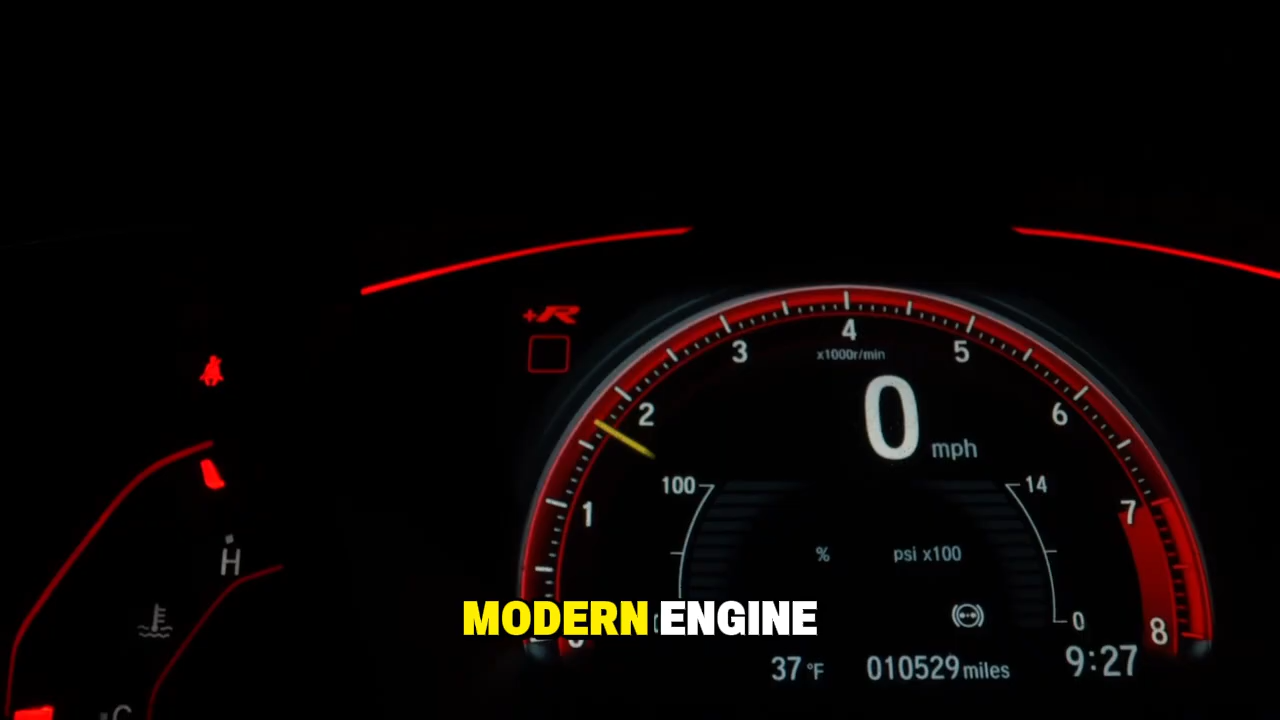 +R
4
3
5
x1000r/min
2
0
6
mph
100
14
1
7
%
psi x100
H
MODERN ENGINE
0
8
37 °F
010529 miles
9:27
C